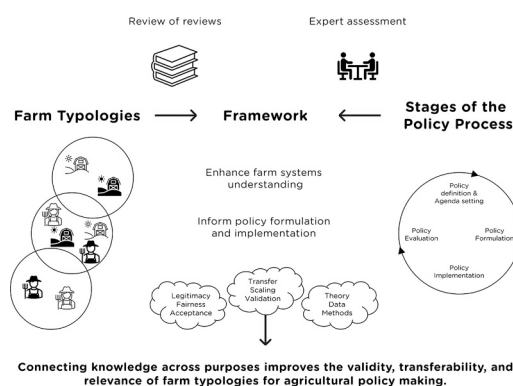 Review of reviews
Expert assessment
Farm Typologies
Framework
Stages of the
Policy Process
Enhance farm systems
understanding
Inform policy formulation
and implementation
Policy
definition &
Agenda setting
Policy
Evaluation
Policy
Formulation
Policy
Implementation
Legitimacy
Fairness
Acceptance
Transfer
Scaling
Validation
Theory
Data
Methods
Connecting knowledge across purposes improves the validity, transferability, and
relevance of farm typologies for agricultural policy making.